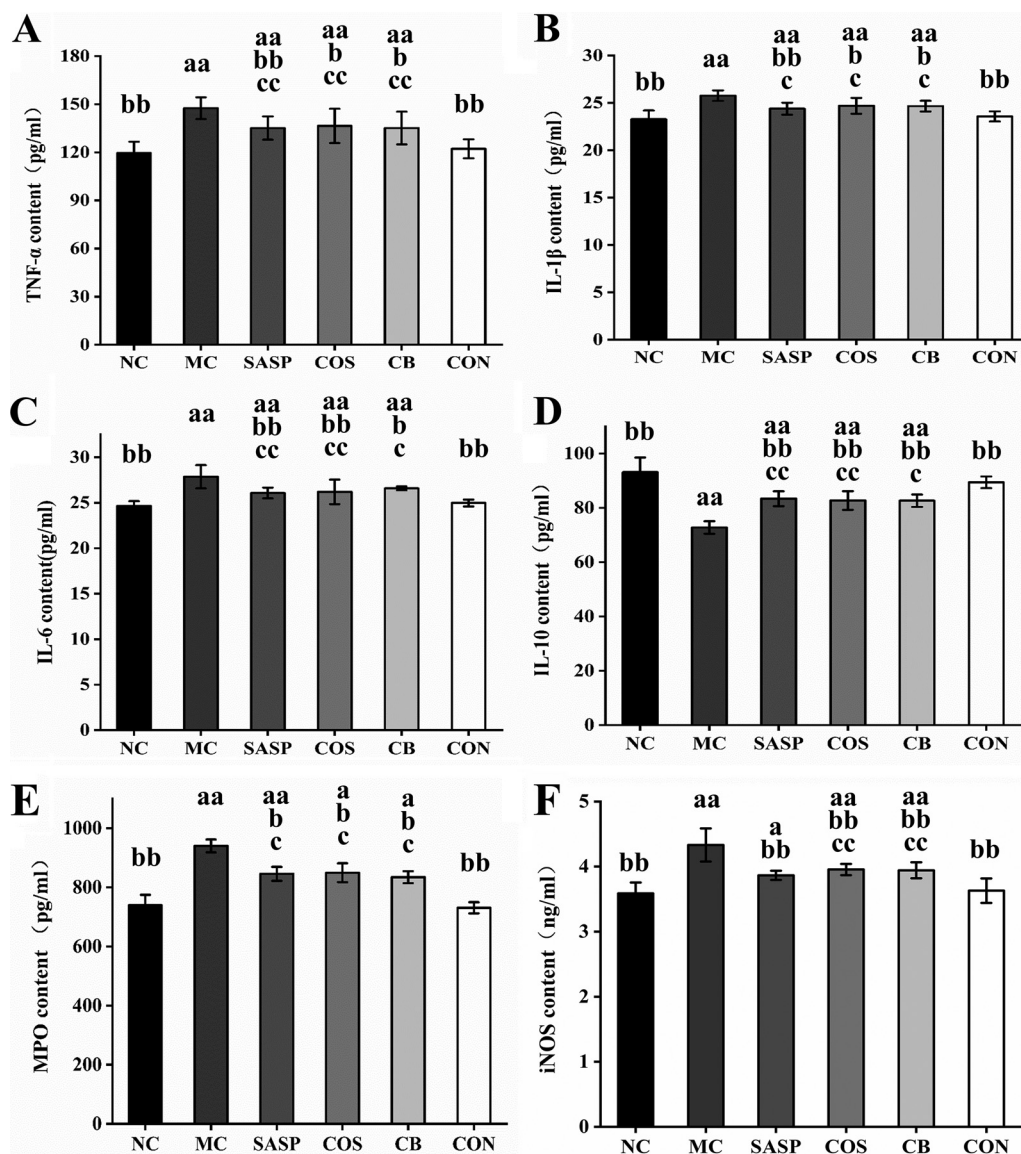 A
TNF-α content（pg/ml）
180
150
120
90
60
30
0
bb
aa
aa
bb
cc
aa
b
cc
aa
b
cc
bb
NC MC SASP COS CB CON
B
IL-1β content（pg/ml）
30
25
20
15
10
5
0
bb
aa
aa
bb
c
aa
b
c
aa
b
c
bb
NC MC SASP COS CB CON
C
IL-6 content(pg/ml)
30
25
20
15
10
5
0
bb
aa
aa
bb
cc
aa
bb
cc
aa
b
c
bb
NC MC SASP COS CB CON
D
IL-10 content（pg/ml）
100
80
60
40
20
0
bb
aa
aa
bb
cc
aa
bb
cc
aa
bb
c
bb
NC MC SASP COS CB CON
E
MPO content（pg/ml）
1000
800
600
400
200
0
bb
aa
aa
b
c
a
b
c
a
b
c
bb
NC MC SASP COS CB CON
F
iNOS content（ng/ml）
5
4
3
2
1
0
bb
aa
a
bb
aa
bb
cc
aa
bb
cc
bb
NC MC SASP COS CB CON